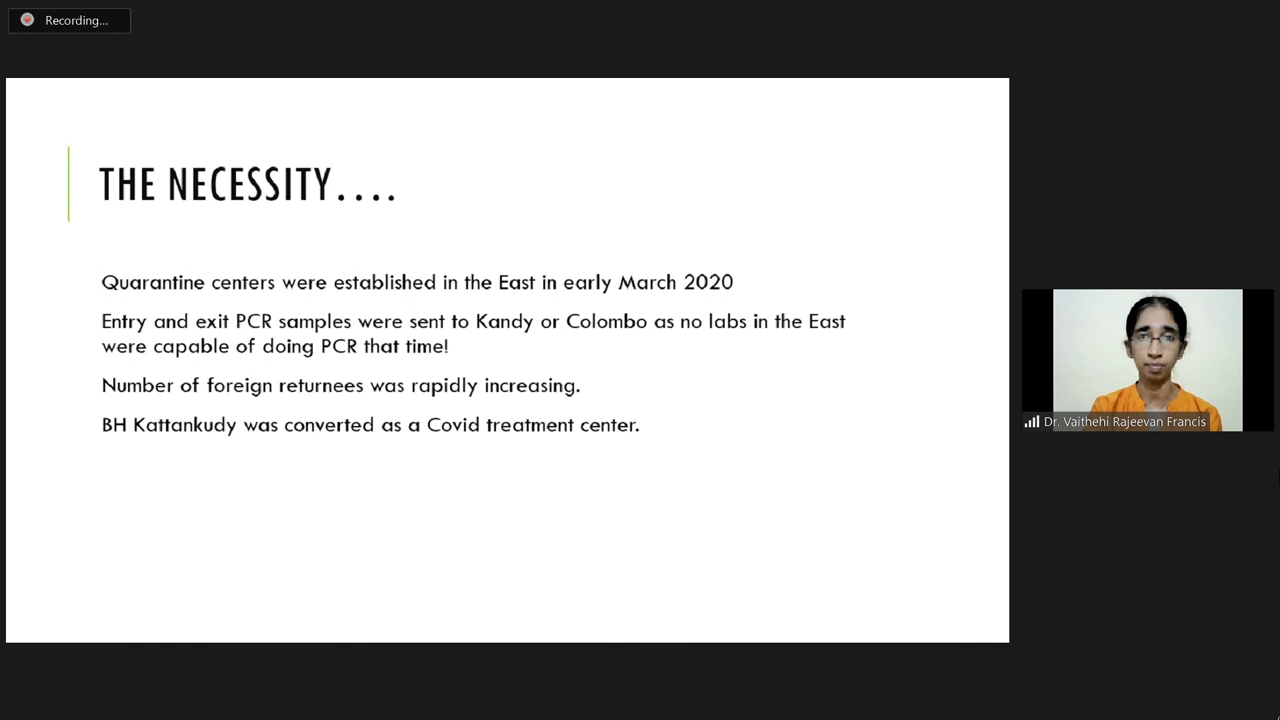 Recording...
THE NECESSITY....
Quarantine centers were established in the East in early March 2020
Entry and exit PCR samples were sent to Kandy or Colombo as no labs in the East
were capable of doing PCR that time!
Number of foreign returnees was rapidly increasing.
BH Kattankudy was converted as a Covid treatment center.
Dr. Vaithehi Rajeevan Francis